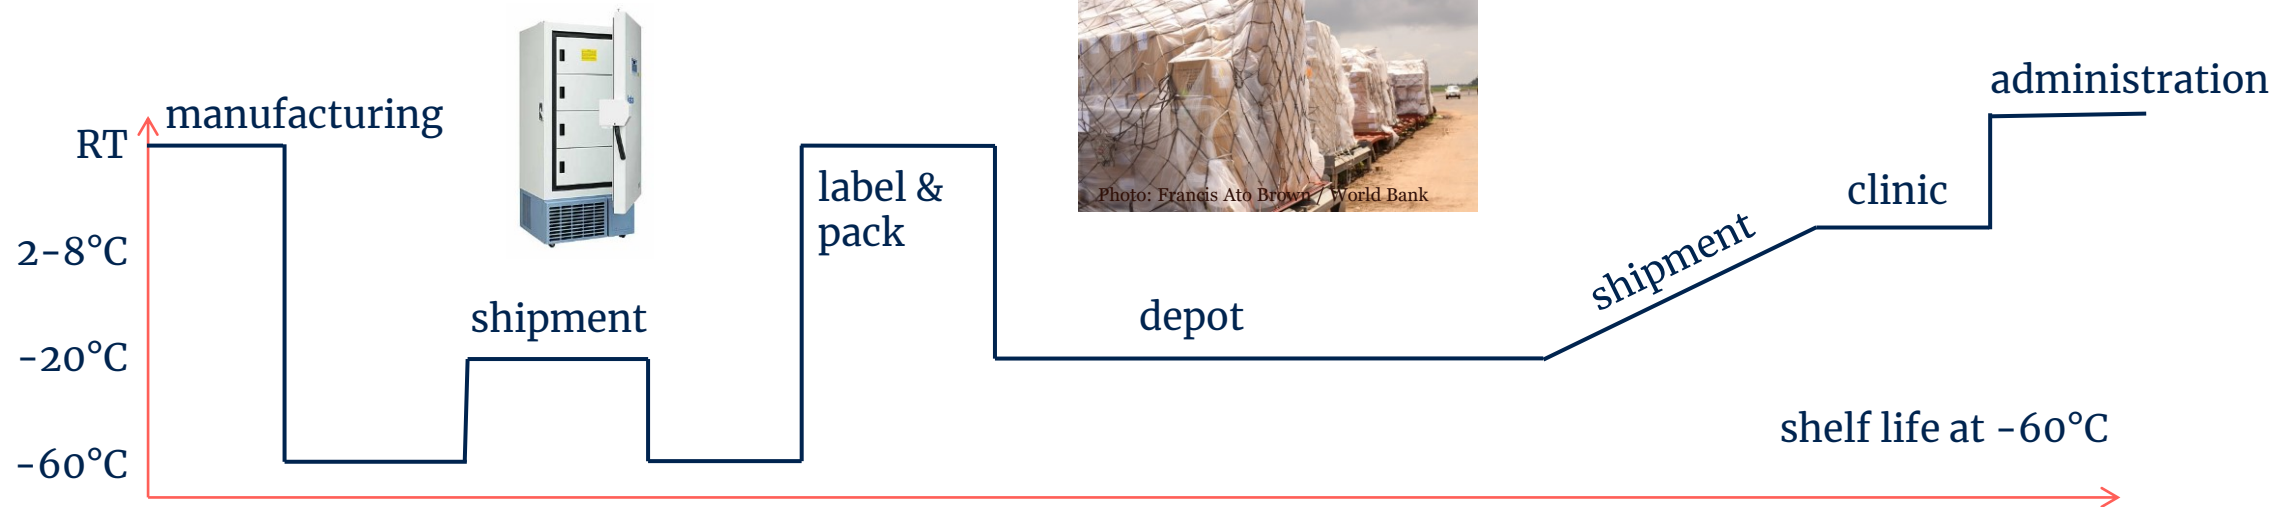 manufacturing
administration
RT
label &
pack
Photo: Francis Ato Brown / World Bank
clinic
2-8°C
shipment
shipment
depot
-20°C
shelf life at -60°C
-60°C